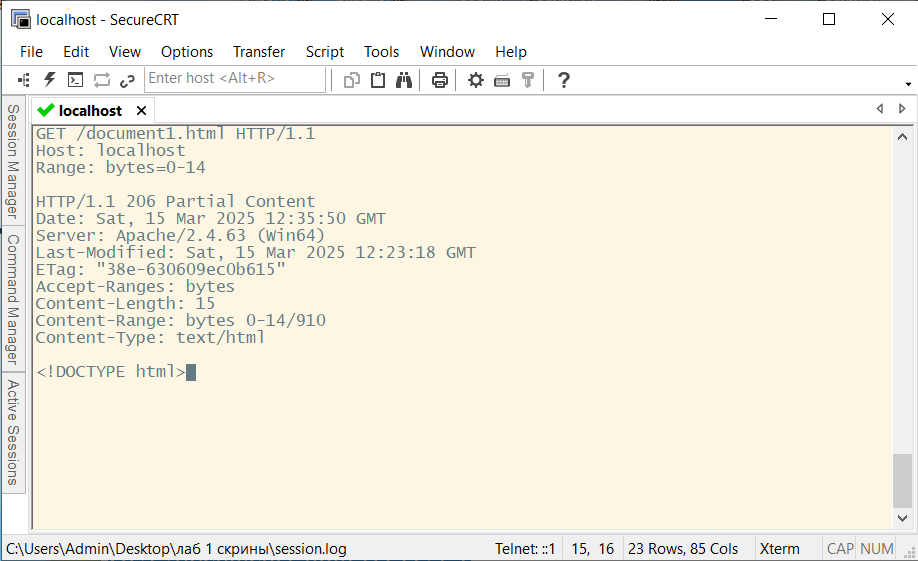 localhost - SecureCRT
File Edit View Options Transfer Script Tools Window Help
Enter host <Alt+R>
localhost
Session Manager
Command Manager
Active Sessions
GET /document1.html HTTP/1.1
Host: localhost
Range: bytes=0-14
HTTP/1.1 206 Partial Content
Date: Sat, 15 Mar 2025 12:35:50 GMT
Server: Apache/2.4.63 (Win64)
Last-Modified: Sat, 15 Mar 2025 12:23:18 GMT
ETag: "38e-630609ec0b615"
Accept-Ranges: bytes
Content-Length: 15
Content-Range: bytes 0-14/910
Content-Type: text/html
<!DOCTYPE html>
C:\Users\Admin\Desktop\лаб 1 скрины\session.log Telnet: ::1 15, 16 23 Rows, 85 Cols Xterm CAP NUM